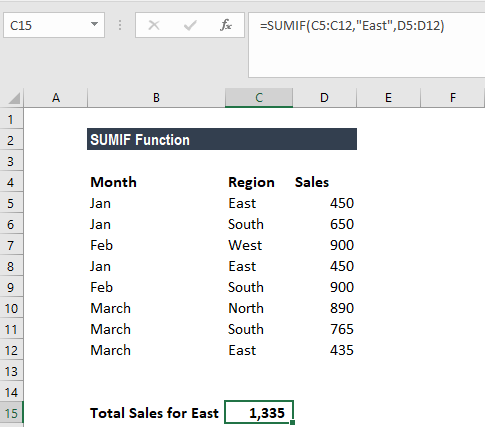 C15 fx =SUMIF(C5:C12,"East",D5:D12)
A B C D E F
1
2 SUMIF Function
3
4 Month Region Sales
5 Jan East 450
6 Jan South 650
7 Feb West 900
8 Jan East 450
9 Feb South 900
10 March North 890
11 March South 765
12 March East 435
13
14
15 Total Sales for East 1,335